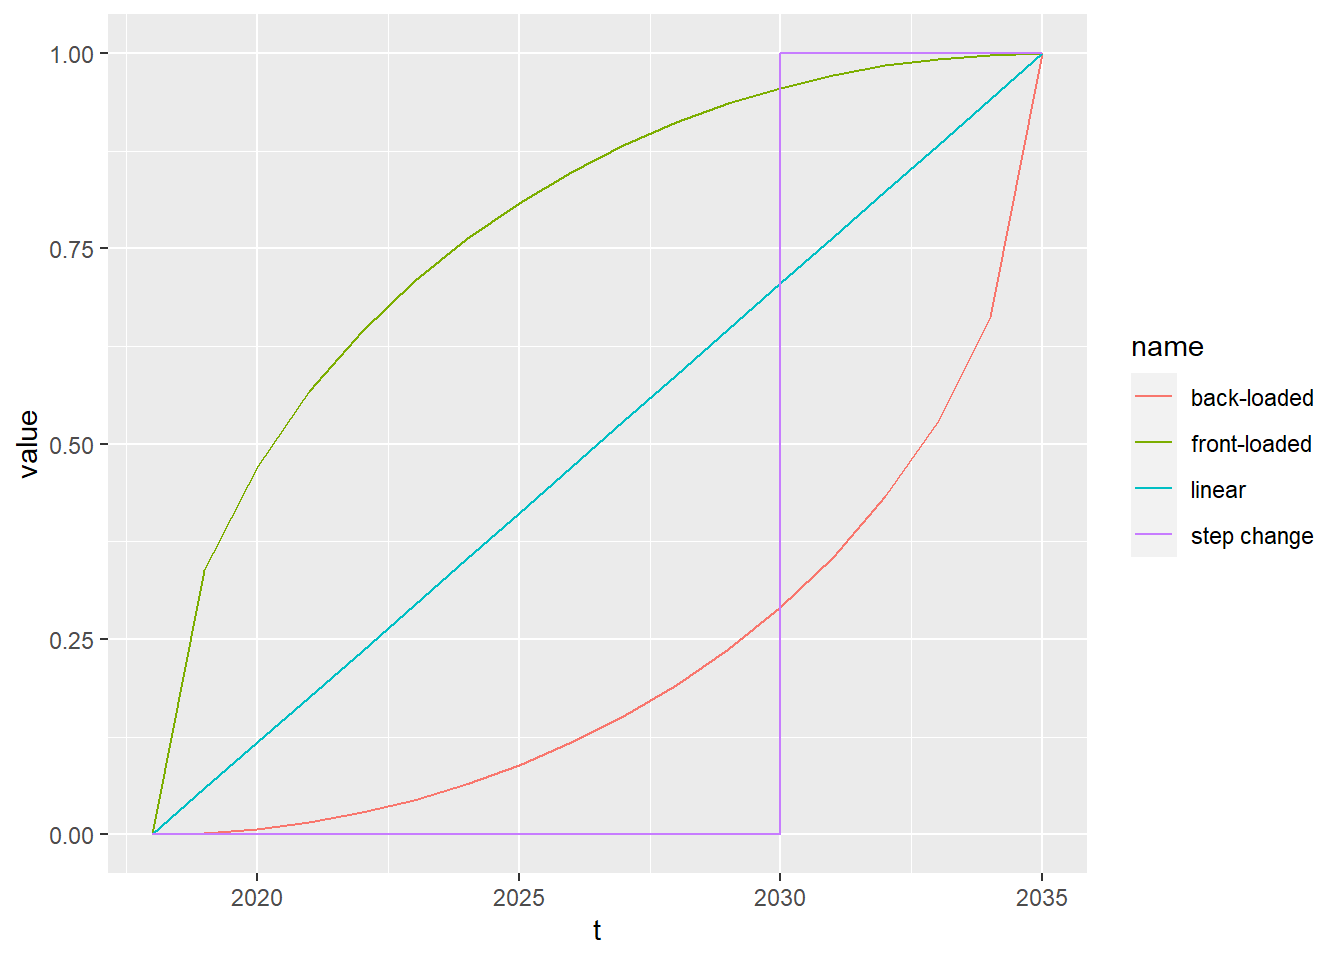 1.00
0.75
0.50
0.25
0.00
value
2020
2025
2030
2035
t
name
back-loaded
front-loaded
linear
step change